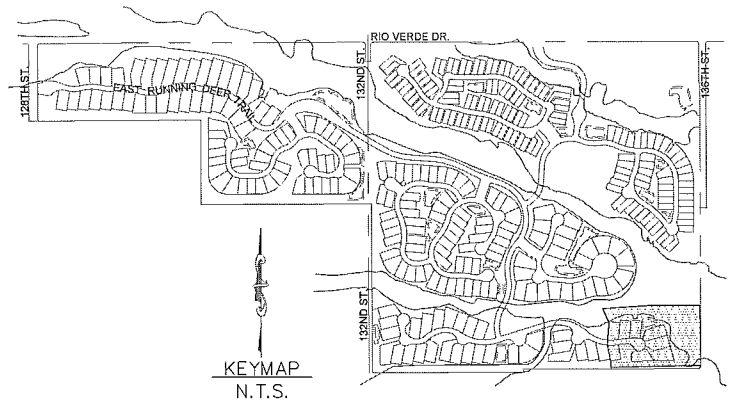 RIO VERDE DR.
128TH ST.
EAST RUNNING DEER TRAIL
132ND ST.
136TH ST.
132ND ST.
KEYMAP
N.T.S.